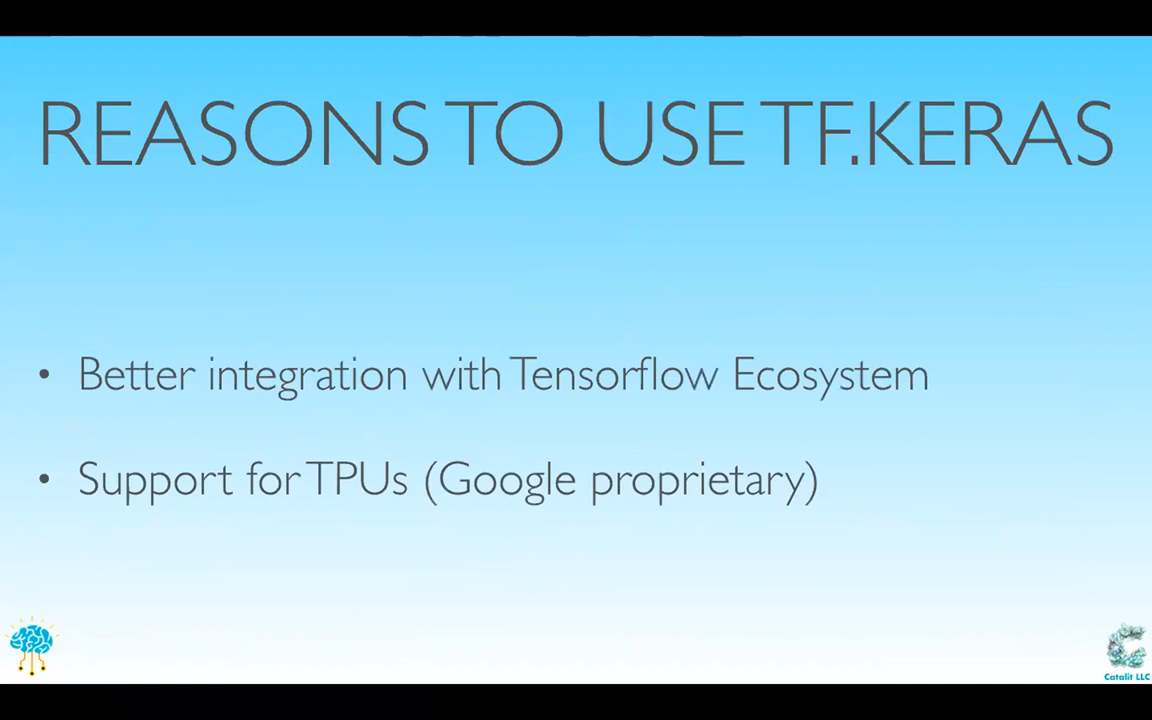 REASONS TO USE TF.KERAS
• Better integration with Tensorflow Ecosystem
• Support for TPUs (Google proprietary)
Catalit LLC